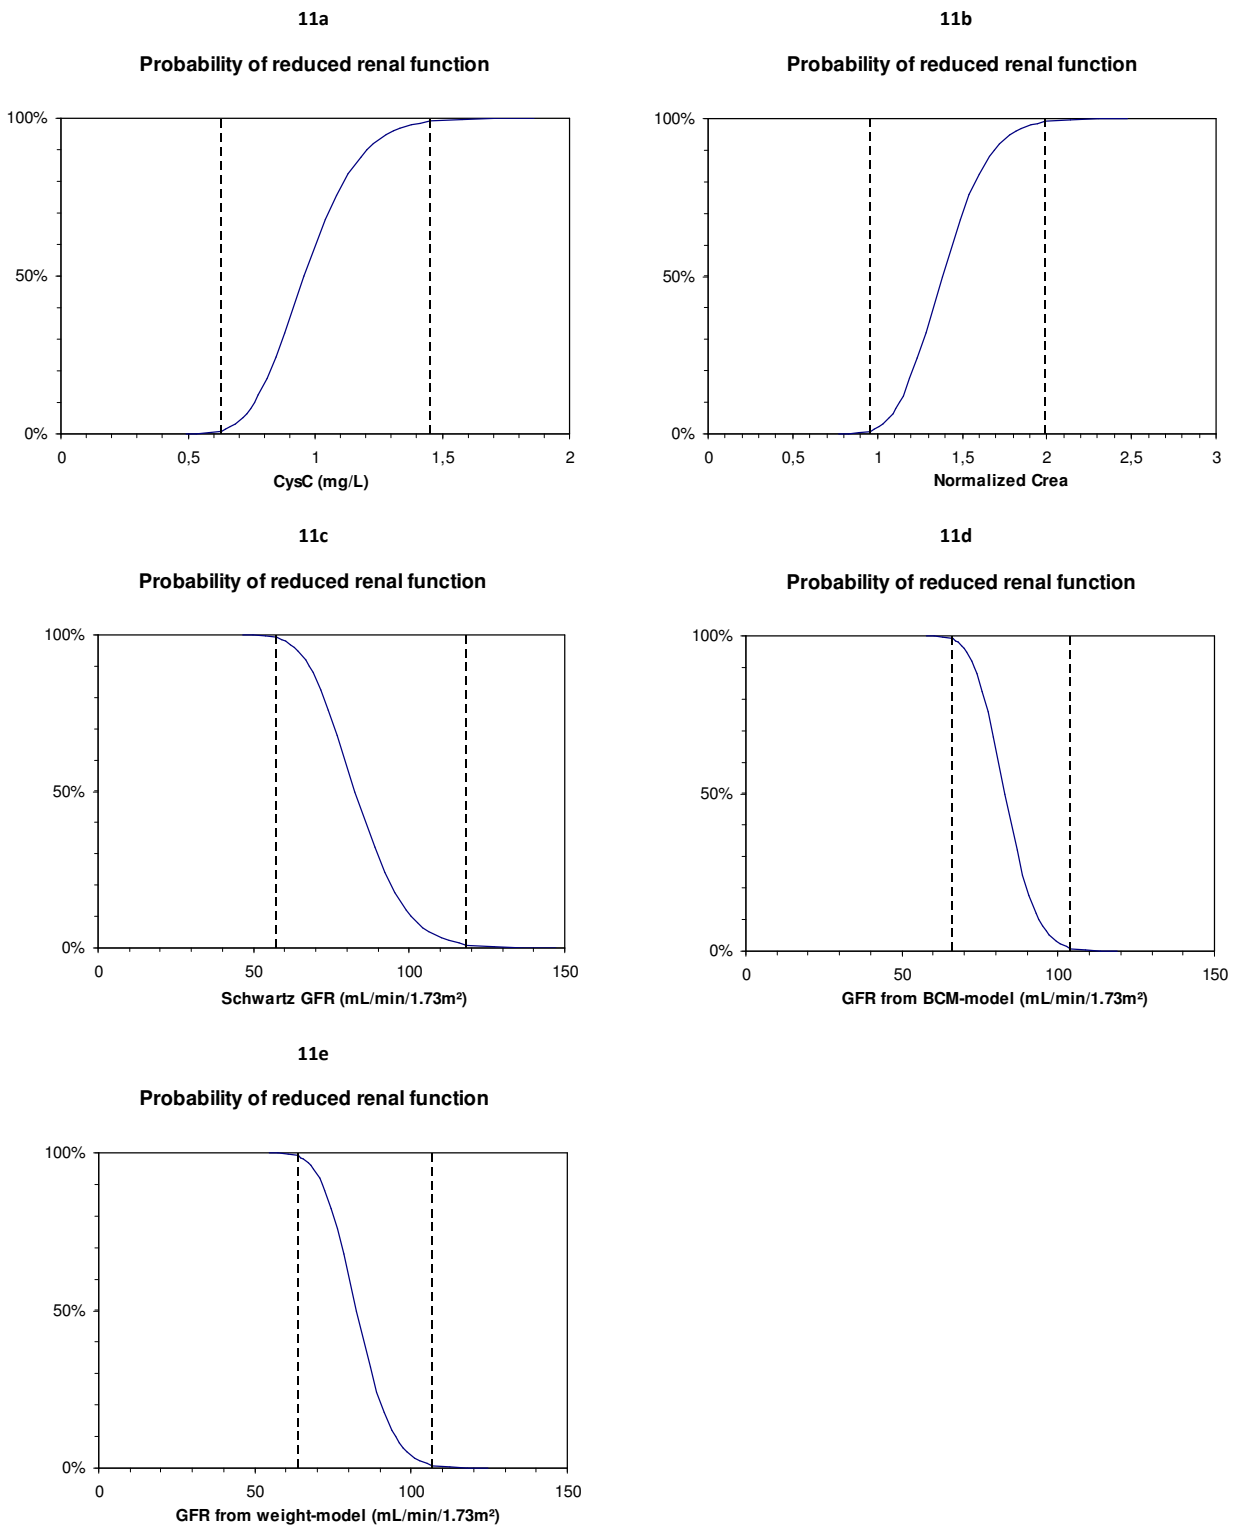 11a
Probability of reduced renal function
100%
50%
0%
0 0,5 1 1,5 2
CysC (mg/L)
11b
Probability of reduced renal function
100%
50%
0%
0 0,5 1 1,5 2 2,5 3
Normalized Crea
11c
Probability of reduced renal function
100%
50%
0%
0 50 100 150
Schwartz GFR (mL/min/1.73m²)
11d
Probability of reduced renal function
100%
50%
0%
0 50 100 150
GFR from BCM-model (mL/min/1.73m²)
11e
Probability of reduced renal function
100%
50%
0%
0 50 100 150
GFR from weight-model (mL/min/1.73m²)